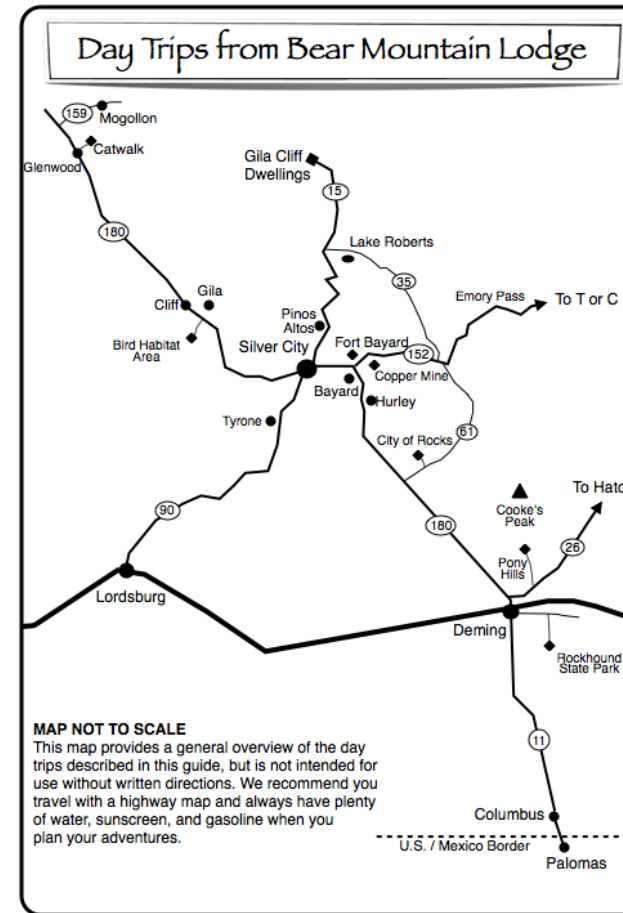 Day Trips from Bear Mountain Lodge
159
Mogollon
Catwalk
Glenwood
Gila Cliff
Dwellings
15
180
Lake Roberts
35
Gila
Cliff
Emory Pass
To T or C
Pinos
Altos
Bird Habitat
Area
Silver City
Fort Bayard
152
Copper Mine
Bayard
Hurley
Tyrone
City of Rocks
61
90
180
Cooke's
Peak
To Hatc
26
Pony
Hills
Lordsburg
Deming
Rockhound
State Park
MAP NOT TO SCALE
This map provides a general overview of the day
trips described in this guide, but is not intended for
use without written directions. We recommend you
travel with a highway map and always have plenty
of water, sunscreen, and gasoline when you
plan your adventures.
11
Columbus
U.S. / Mexico Border
Palomas